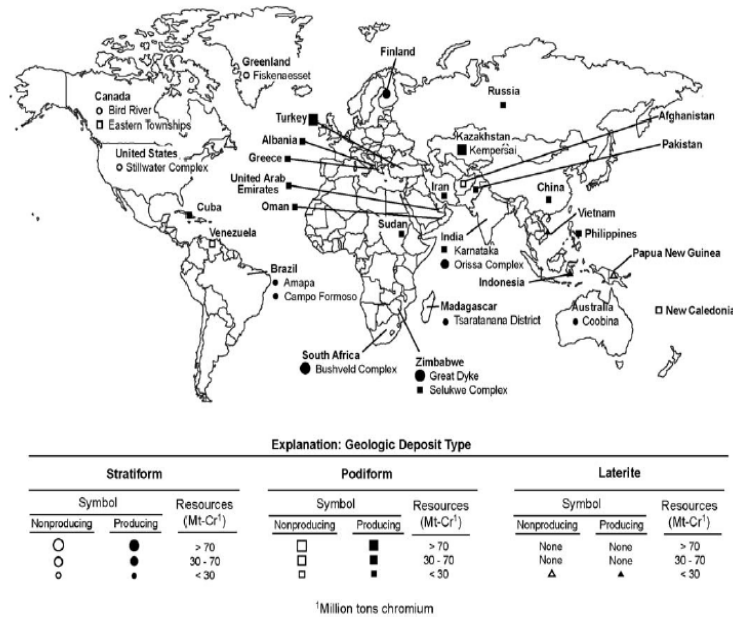 Greenland
Fiskenaesset
Finland
Russia
Canada
Bird River
Eastern Townships
Turkey
Afghanistan
Kazakhstan
Kempersai
Albania
Pakistan
United States
Stillwater Complex
Greece
United Arab
Emirates
Iran
China
Cuba
Oman
Vietnam
Sudan
Venezuela
India
Karnataka
Orissa Complex
Philippines
Papua New Guinea
Brazil
Amapa
Campo Formoso
Indonesia
Madagascar
Tsaratanana District
Australia
Coobina
New Caledonia
South Africa
Bushveld Complex
Zimbabwe
Great Dyke
Selukwe Complex
Explanation: Geologic Deposit Type
Stratiform Podiform Laterite
Symbol Resources Symbol Resources Symbol Resources
Nonproducing Producing (Mt-Cr¹) Nonproducing Producing (Mt-Cr¹) Nonproducing Producing (Mt-Cr¹)
> 70 > 70 None None > 70
30 - 70 30 - 70 None None 30 - 70
< 30 < 30 < 30
¹Million tons chromium